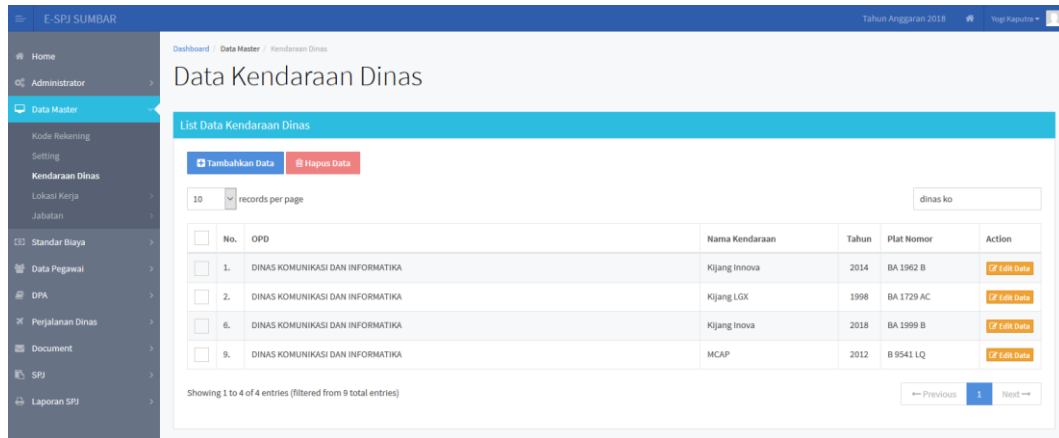 E-SPJ SUMBAR
Tahun Anggaran 2018
Yugi Kaputra
Home
Administrator
Data Master
Kode Rekening
Setting
Kendaraan Dinas
Lokasi Kerja
Jabatan
Standar Biaya
Data Pegawai
DPA
Perjalanan Dinas
Document
SPJ
Laporan SPJ
Dashboard / Data Master / Kendaraan Dinas
Data Kendaraan Dinas
List Data Kendaraan Dinas
Tambahkan Data Hapus Data
10 records per page dinas ko
No. OPD Nama Kendaraan Tahun Plat Nomor Action
1. DINAS KOMUNIKASI DAN INFORMATIKA Kijang Innova 2014 BA 1962 B Edit Data
2. DINAS KOMUNIKASI DAN INFORMATIKA Kijang LGX 1998 BA 1729 AC Edit Data
6. DINAS KOMUNIKASI DAN INFORMATIKA Kijang Inova 2018 BA 1999 B Edit Data
9. DINAS KOMUNIKASI DAN INFORMATIKA MCAP 2012 B 9541 LQ Edit Data
Showing 1 to 4 of 4 entries (filtered from 9 total entries)
← Previous 1 Next →